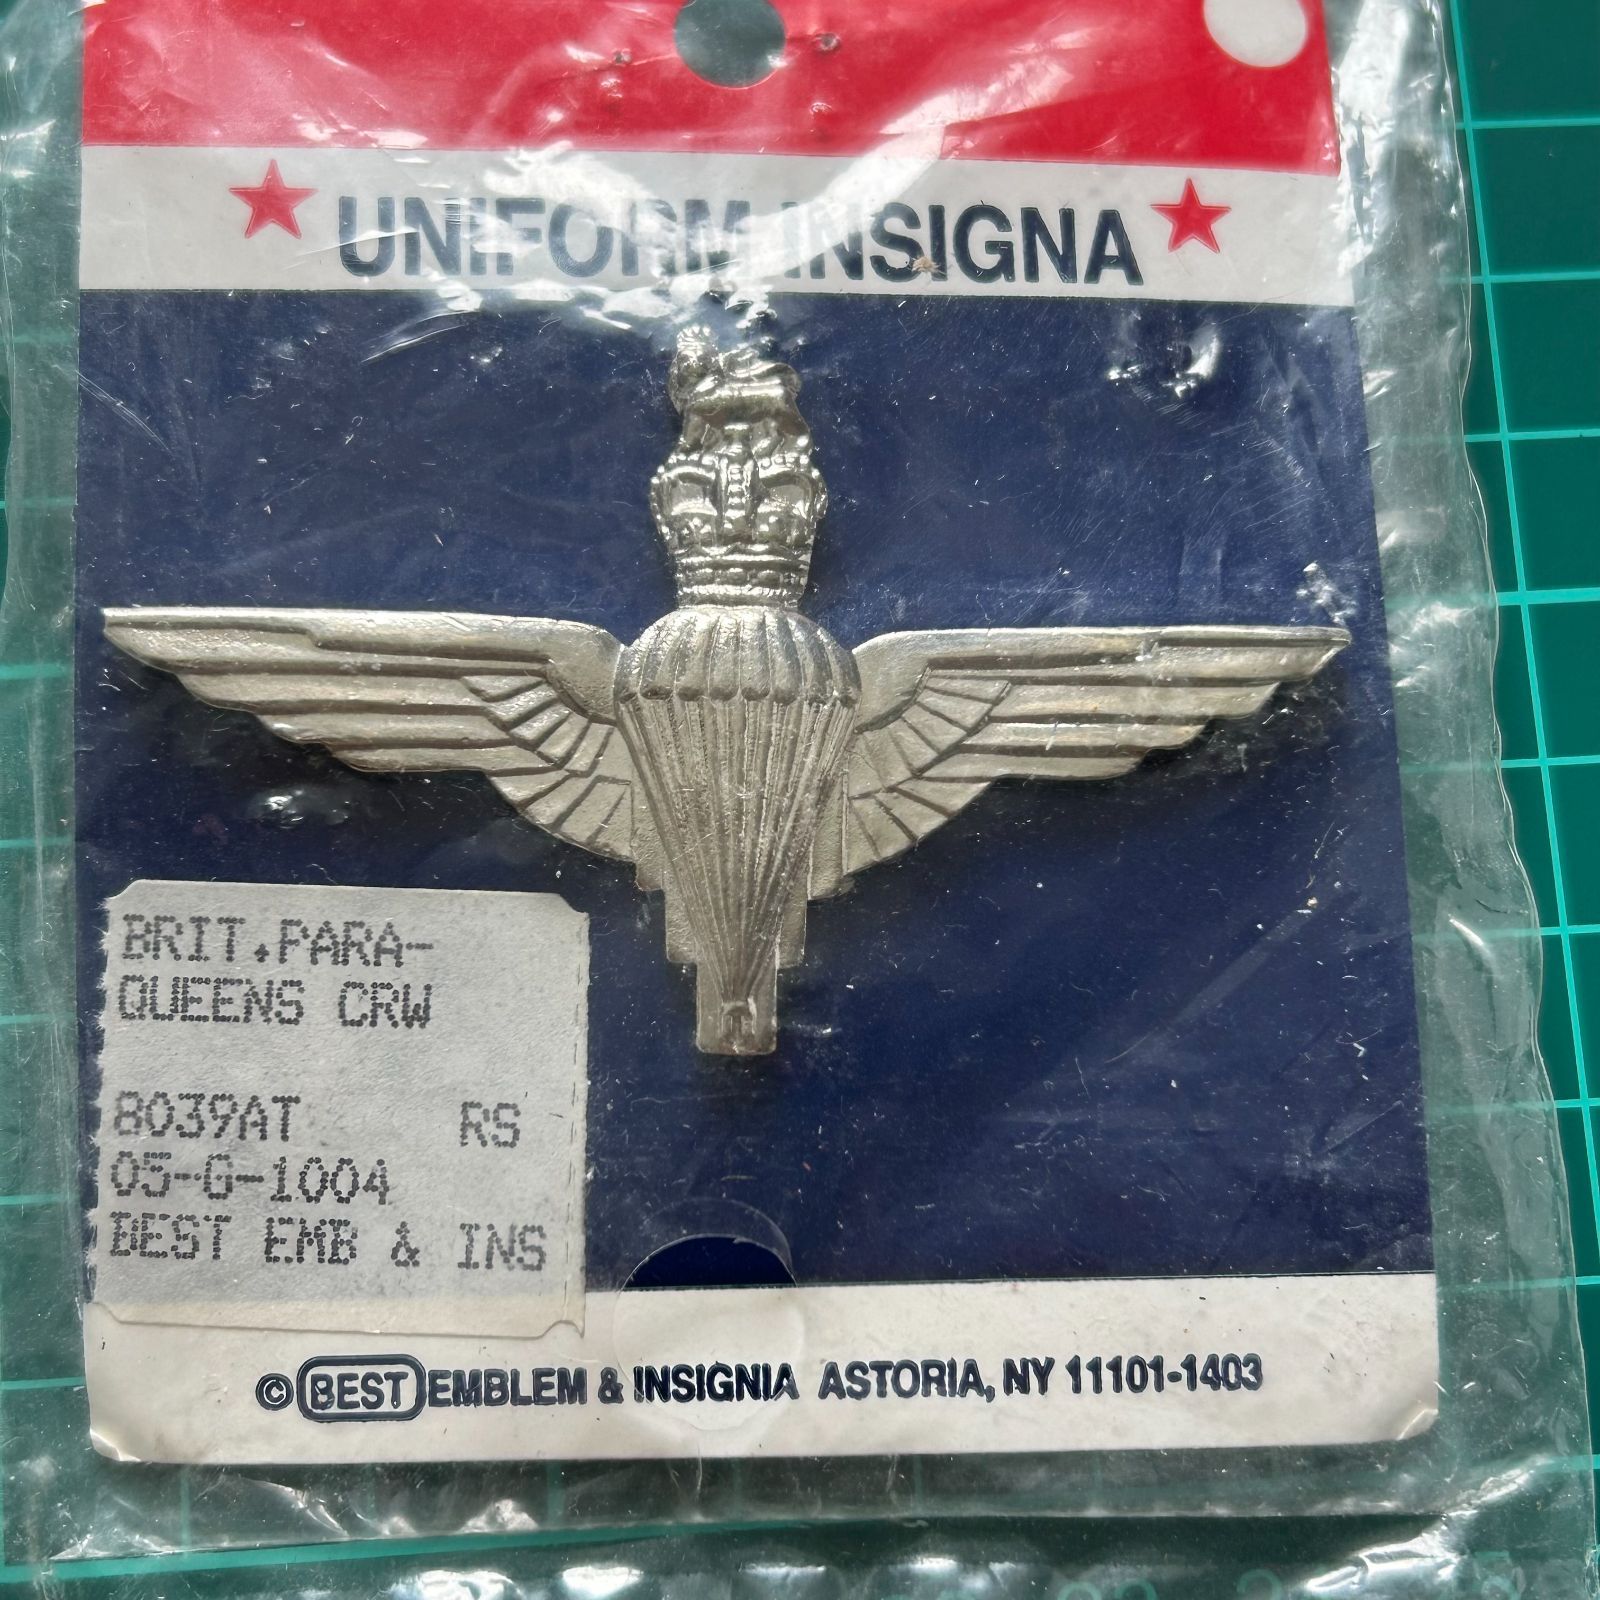 UNIFORM INSIGNA
BRIT.PARA-
QUEENS CRW
8039AT RS
05-G-1004
BEST EMB & INS
© BEST EMBLEM & INSIGNIA ASTORIA, NY 11101-1403